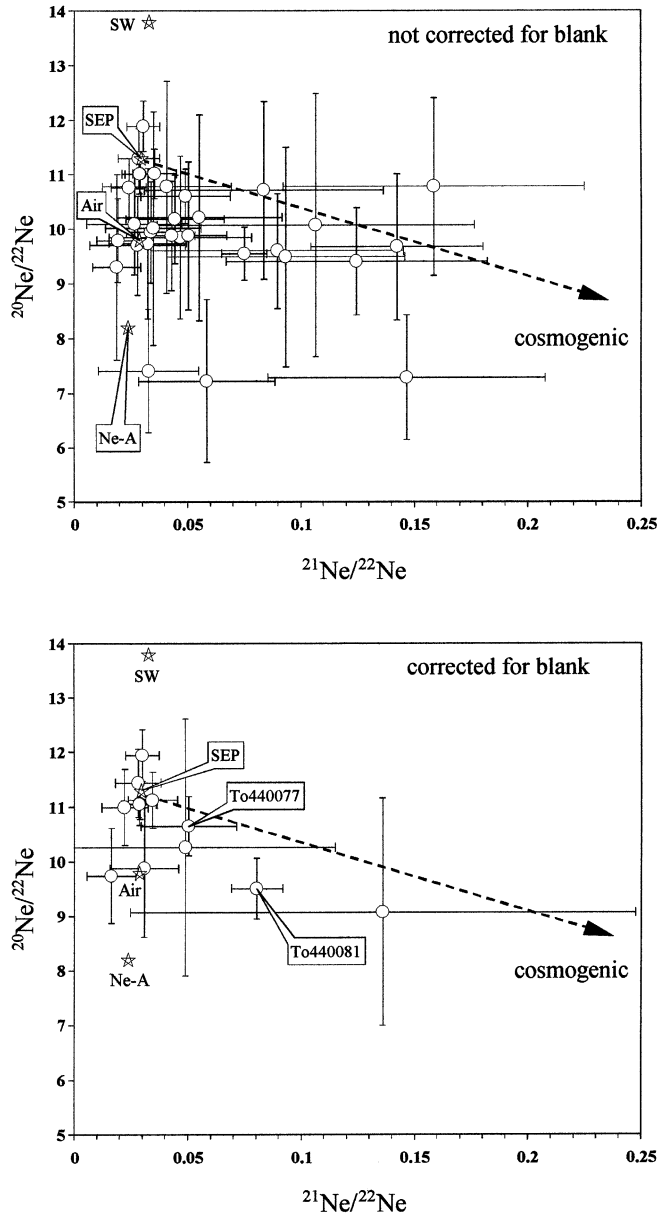 SW
not corrected for blank
SEP
Air
Ne-A
cosmogenic
14
13
12
11
10
9
8
7
6
5
0
0.05
0.1
0.15
0.2
0.25
²⁰Ne/²²Ne
²¹Ne/²²Ne
corrected for blank
SW
SEP
To440077
Air
To440081
Ne-A
cosmogenic
14
13
12
11
10
9
8
7
6
5
0
0.05
0.1
0.15
0.2
0.25
²⁰Ne/²²Ne
²¹Ne/²²Ne